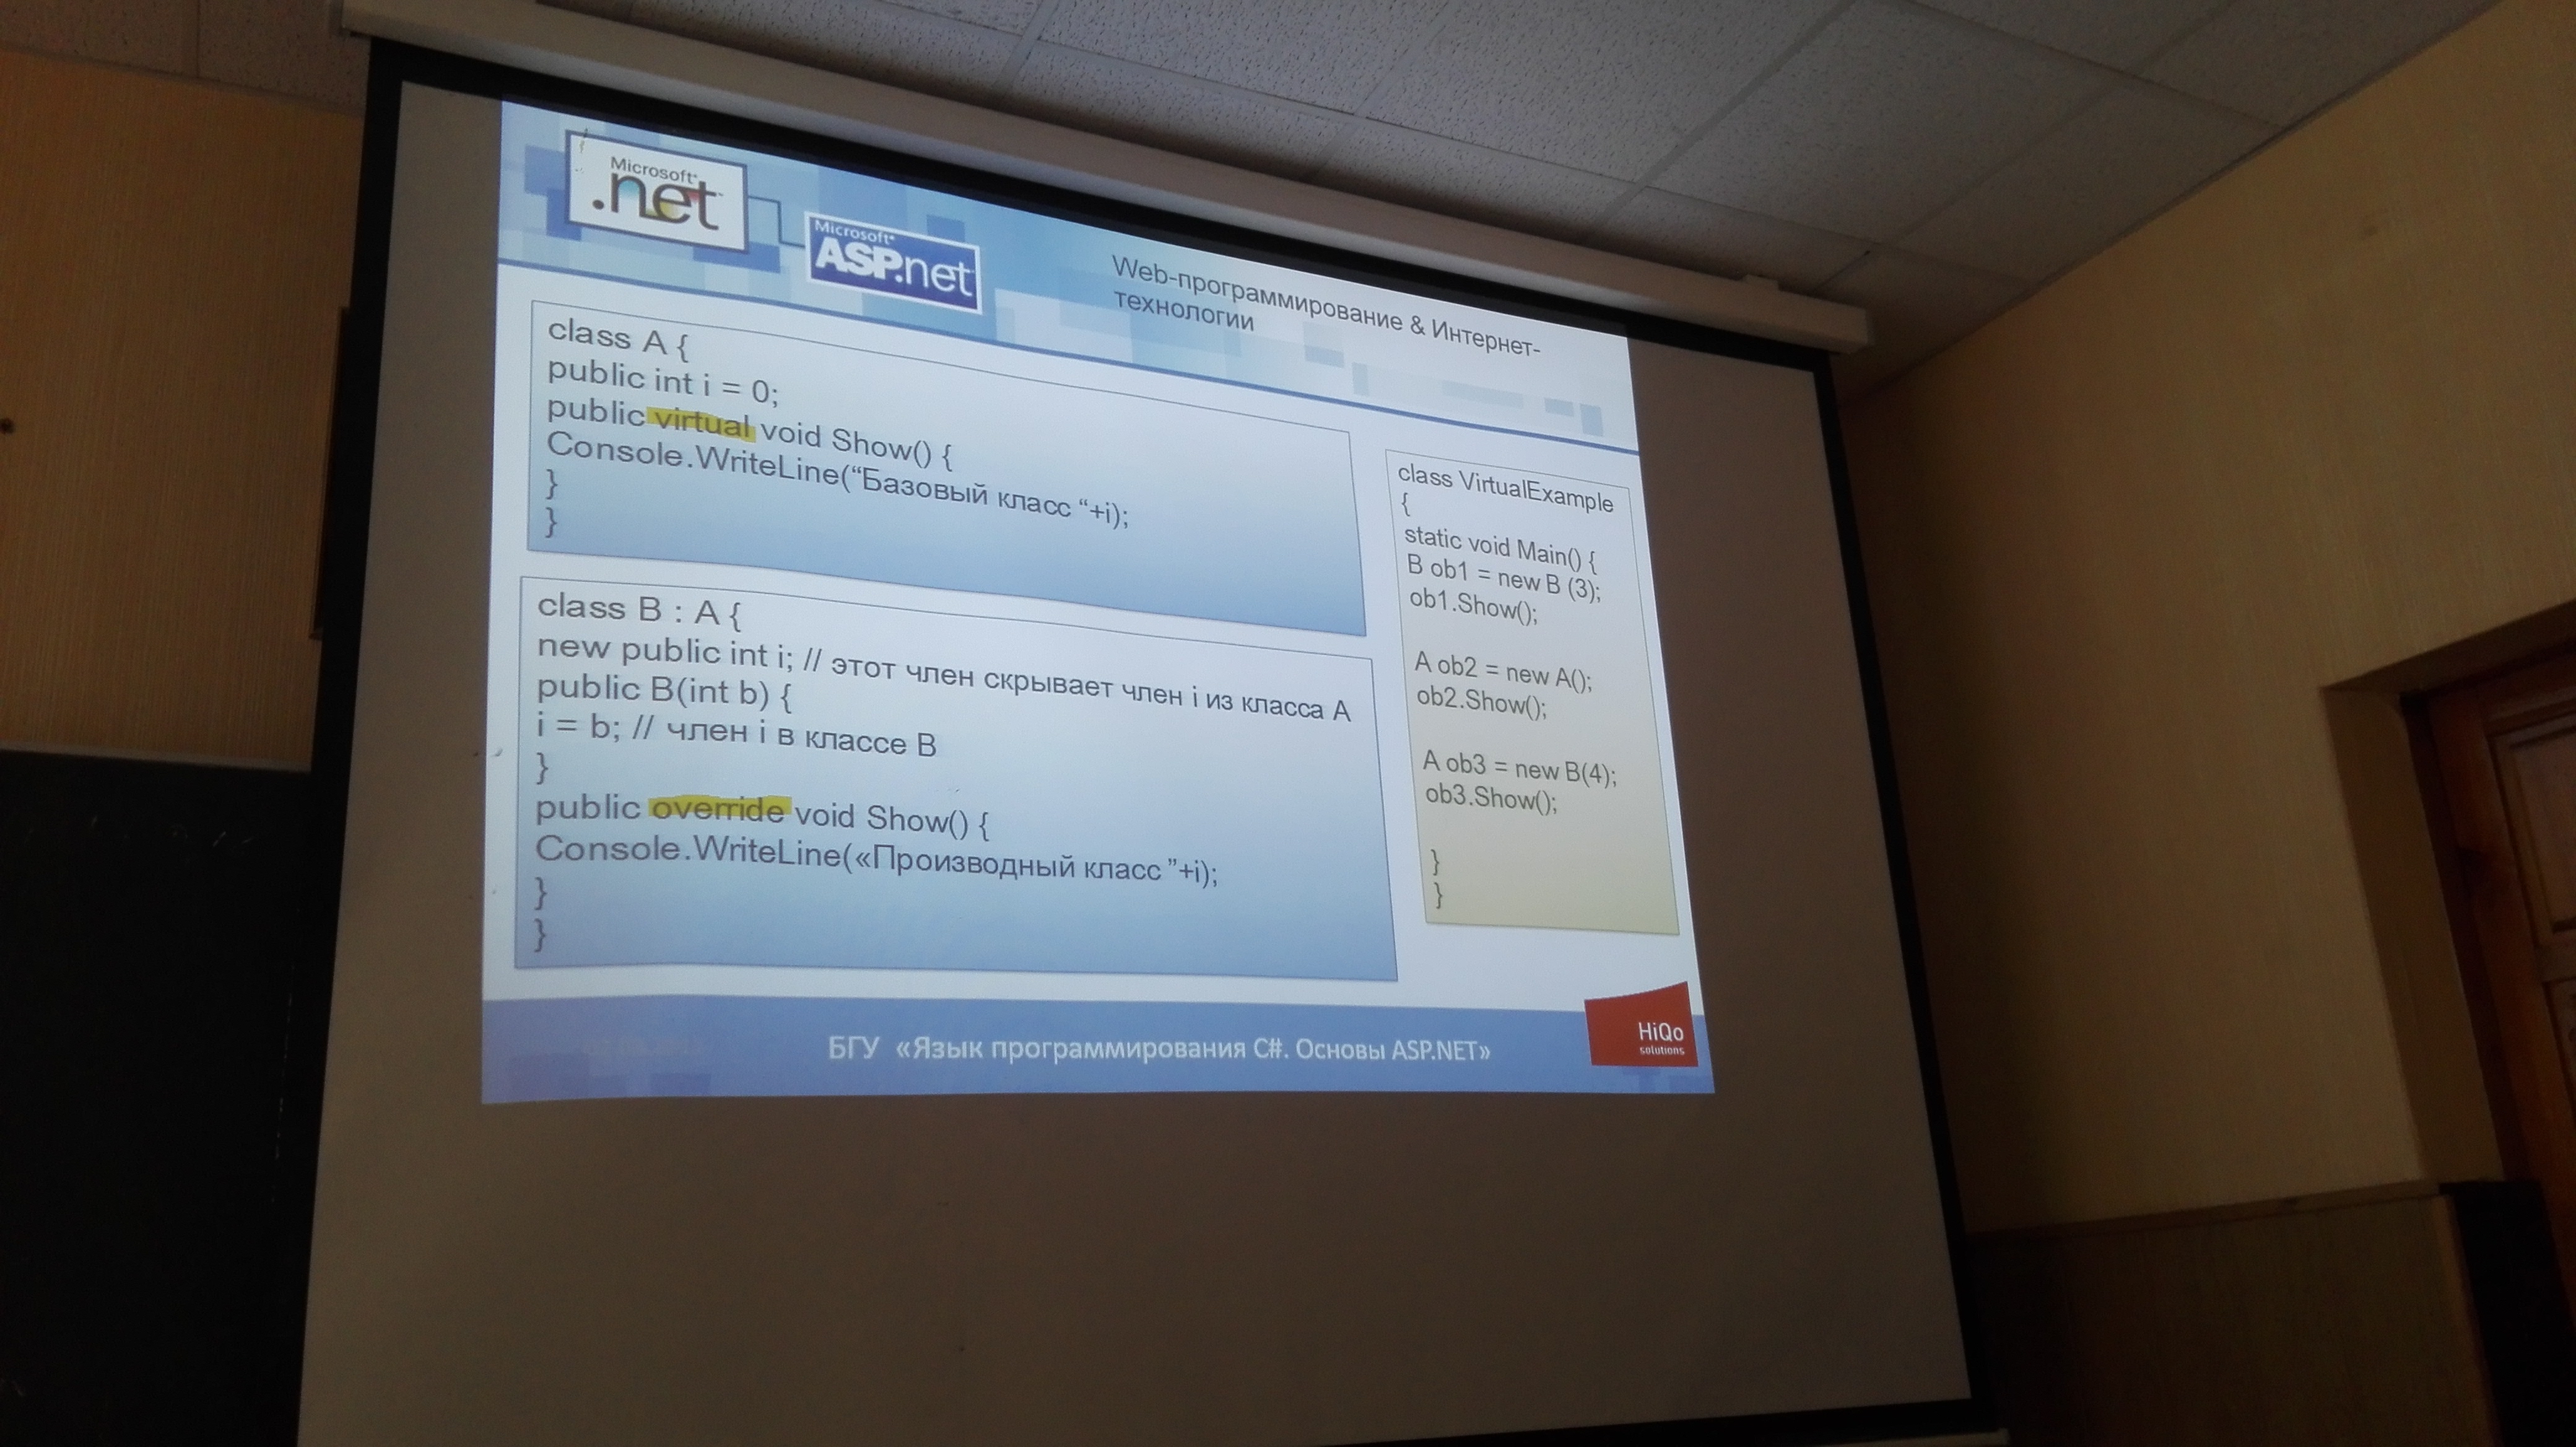 Microsoft
.net
Microsoft
ASP.net
Web-программирование & Интернет-
технологии
class A {
public int i = 0;
public virtual void Show() {
Console.WriteLine(“Базовый класс “+i);
}
}
class B : A {
new public int i; // этот член скрывает член i из класса A
public B(int b) {
i = b; // член i в классе B
}
public override void Show() {
Console.WriteLine(«Производный класс ”+i);
}
}
class VirtualExample
{
static void Main() {
B ob1 = new B (3);
ob1.Show();
A ob2 = new A();
ob2.Show();
A ob3 = new B(4);
ob3.Show();
}
}
БГУ «Язык программирования C#. Основы ASP.NET»
HiQo
solutions